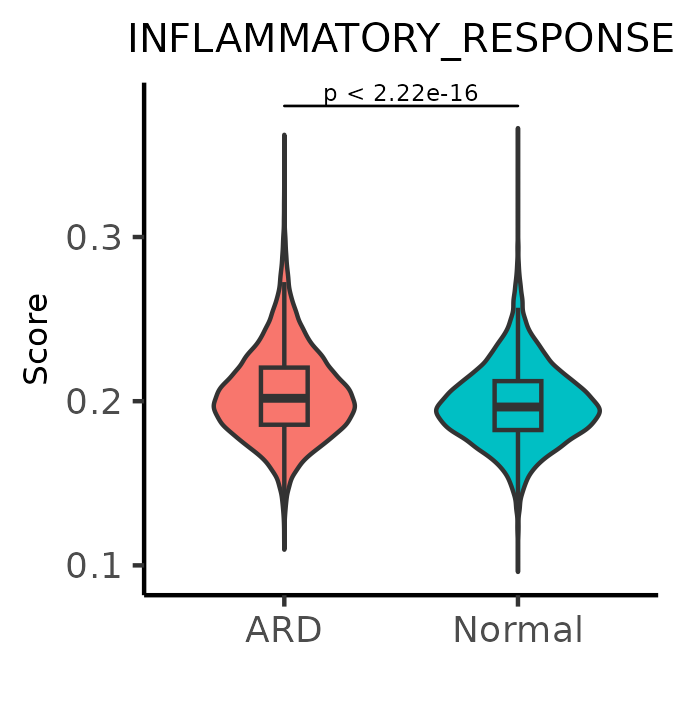 INFLAMMATORY_RESPONSE
p < 2.22e-16
0.3
0.2
0.1
Score
ARD
Normal